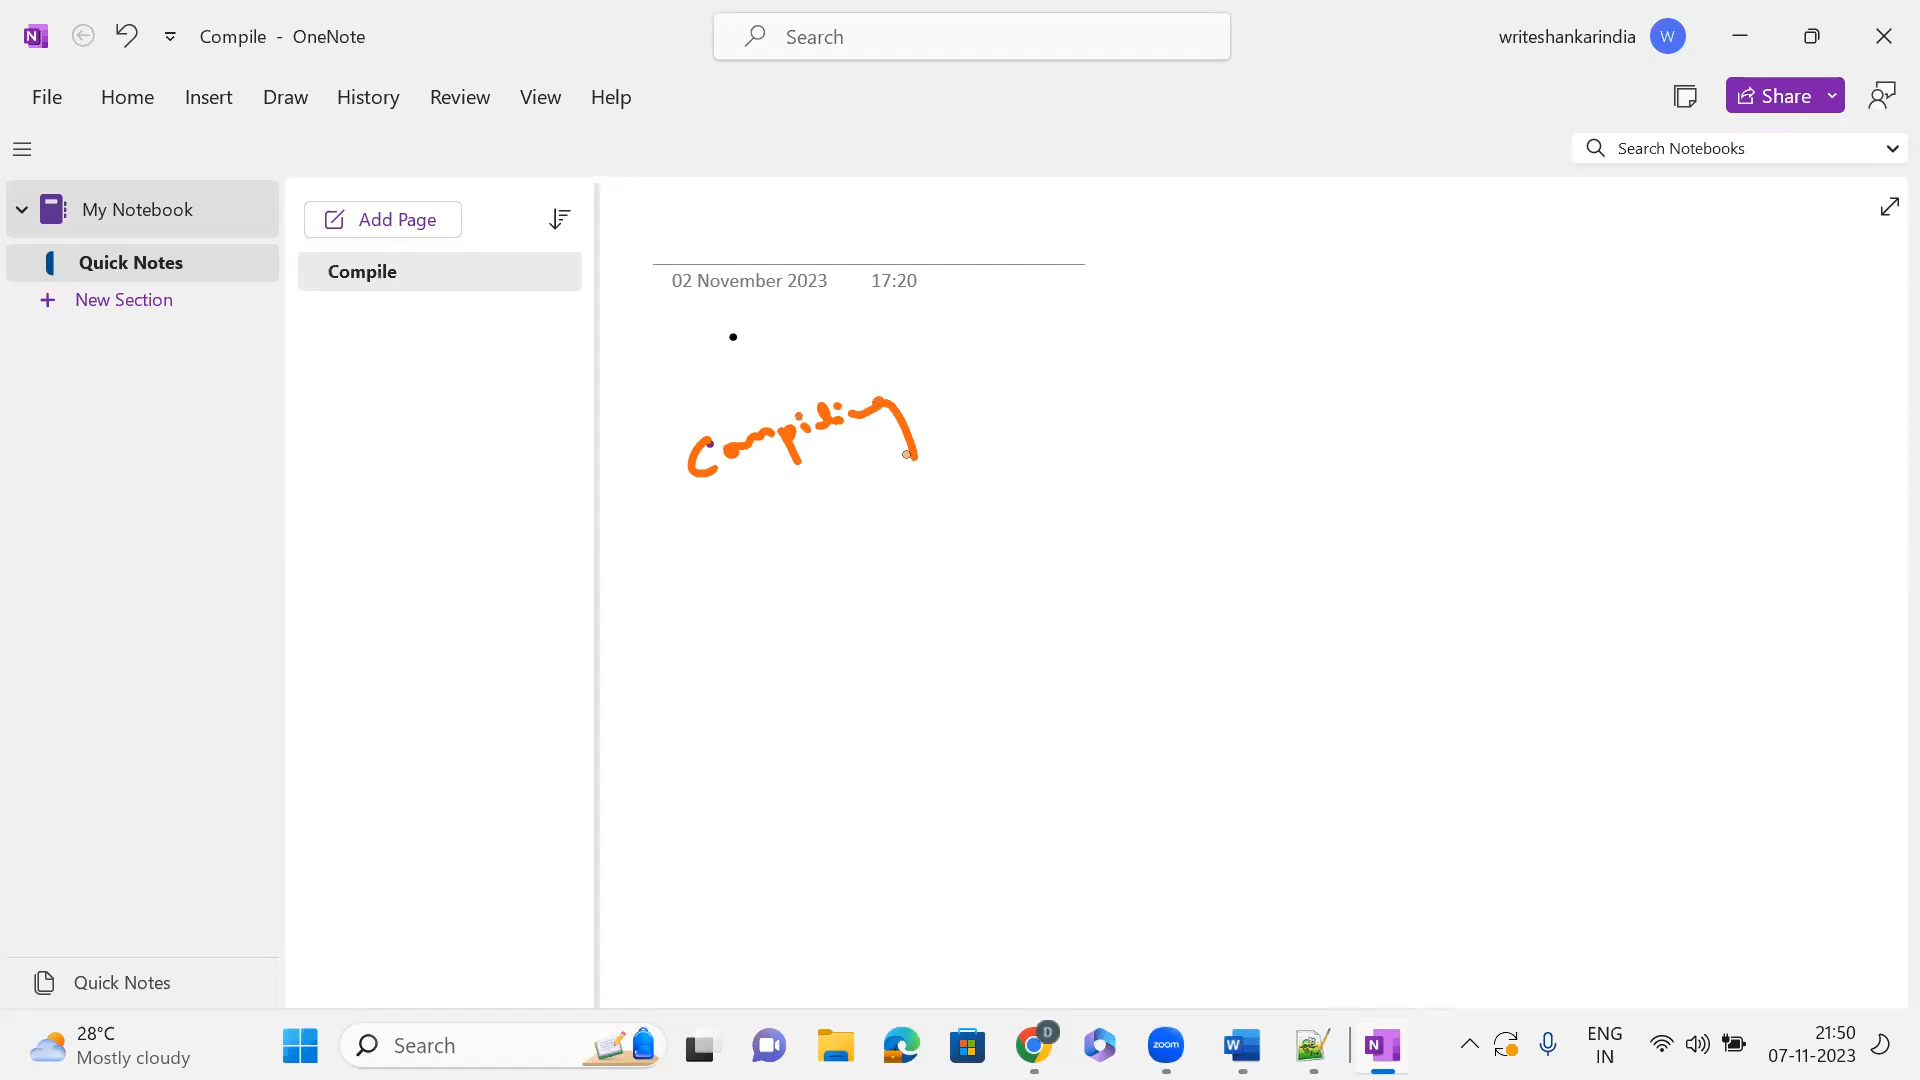 Compile - OneNote
Search
writeshankarindia
W
File Home Insert Draw History Review View Help
Share
Search Notebooks
My Notebook
Add Page
Quick Notes
Compile
New Section
02 November 2023 17:20
Compiling
Quick Notes
28°C
Mostly cloudy
Search
D
zoom
W
N
ENG
IN
21:50
07-11-2023